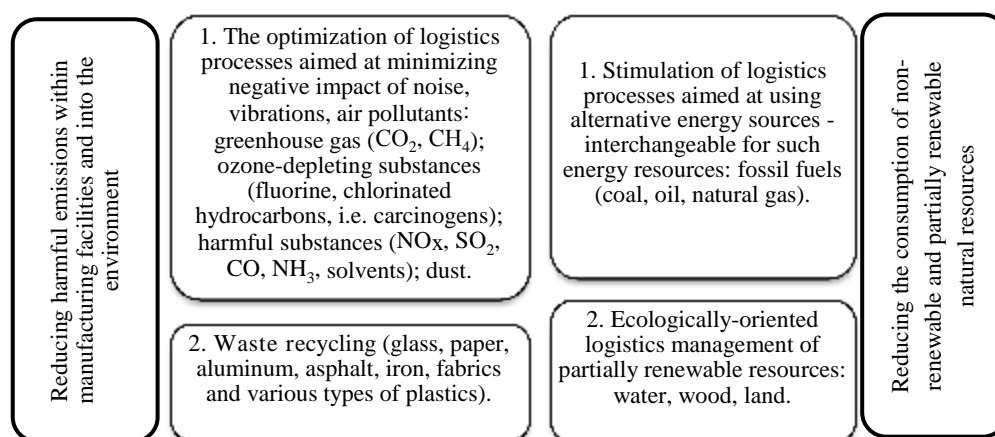 Reducing harmful emissions within
manufacturing facilities and into the
environment
1. The optimization of logistics
processes aimed at minimizing
negative impact of noise,
vibrations, air pollutants:
greenhouse gas (CO₂, CH₄);
ozone-depleting substances
(fluorine, chlorinated
hydrocarbons, i.e. carcinogens);
harmful substances (NOx, SO₂,
CO, NH₃, solvents); dust.
2. Waste recycling (glass, paper,
aluminum, asphalt, iron, fabrics
and various types of plastics).
1. Stimulation of logistics
processes aimed at using
alternative energy sources -
interchangeable for such
energy resources: fossil fuels
(coal, oil, natural gas).
2. Ecologically-oriented
logistics management of
partially renewable resources:
water, wood, land.
Reducing the consumption of non-
renewable and partially renewable
natural resources